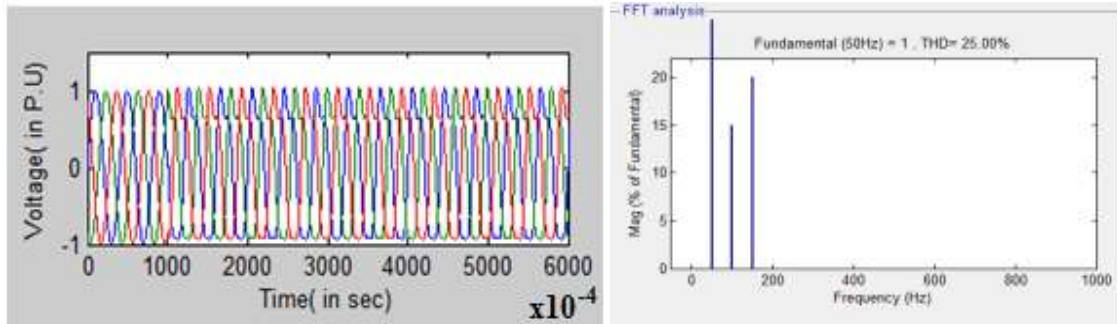 Voltage( in P.U)
1
0
-1
0 1000 2000 3000 4000 5000 6000
Time( in sec) x10-4
FFT analysis
Fundamental (50Hz) = 1 , THD= 25.00%
Mag (% of Fundamental)
20
15
10
5
0
0 200 400 600 800 1000
Frequency (Hz)